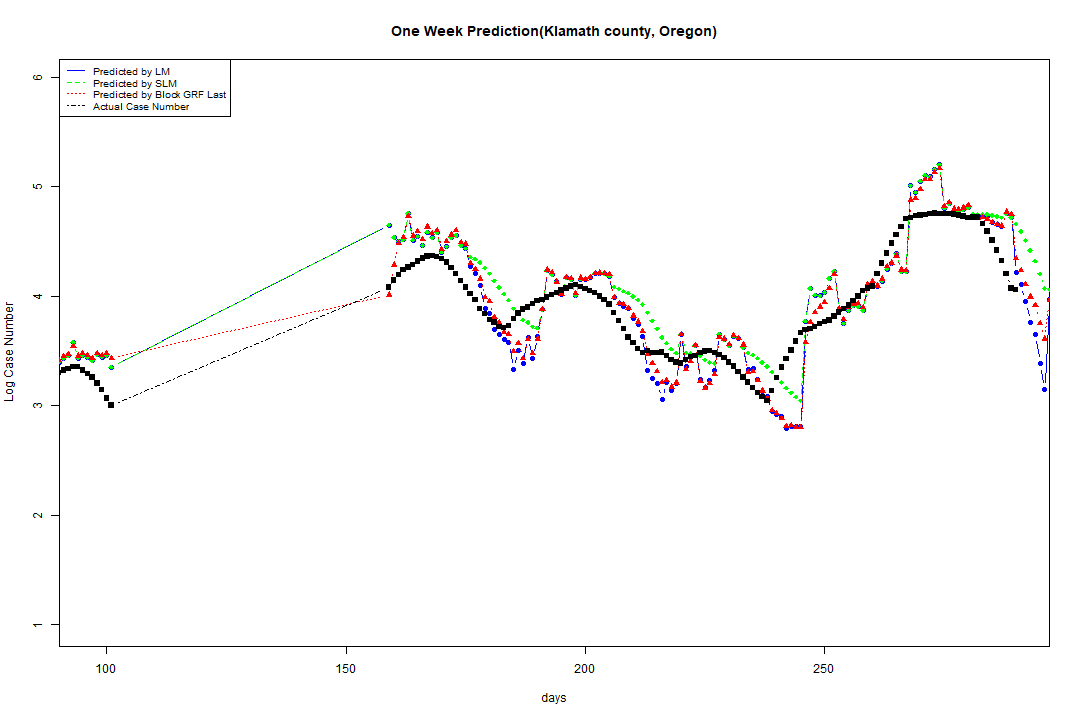 One Week Prediction(Klamath county, Oregon)
Predicted by LM
Predicted by SLM
Predicted by Block GRF Last
Actual Case Number
Log Case Number
6
5
4
3
2
1
100 150 200 250
days